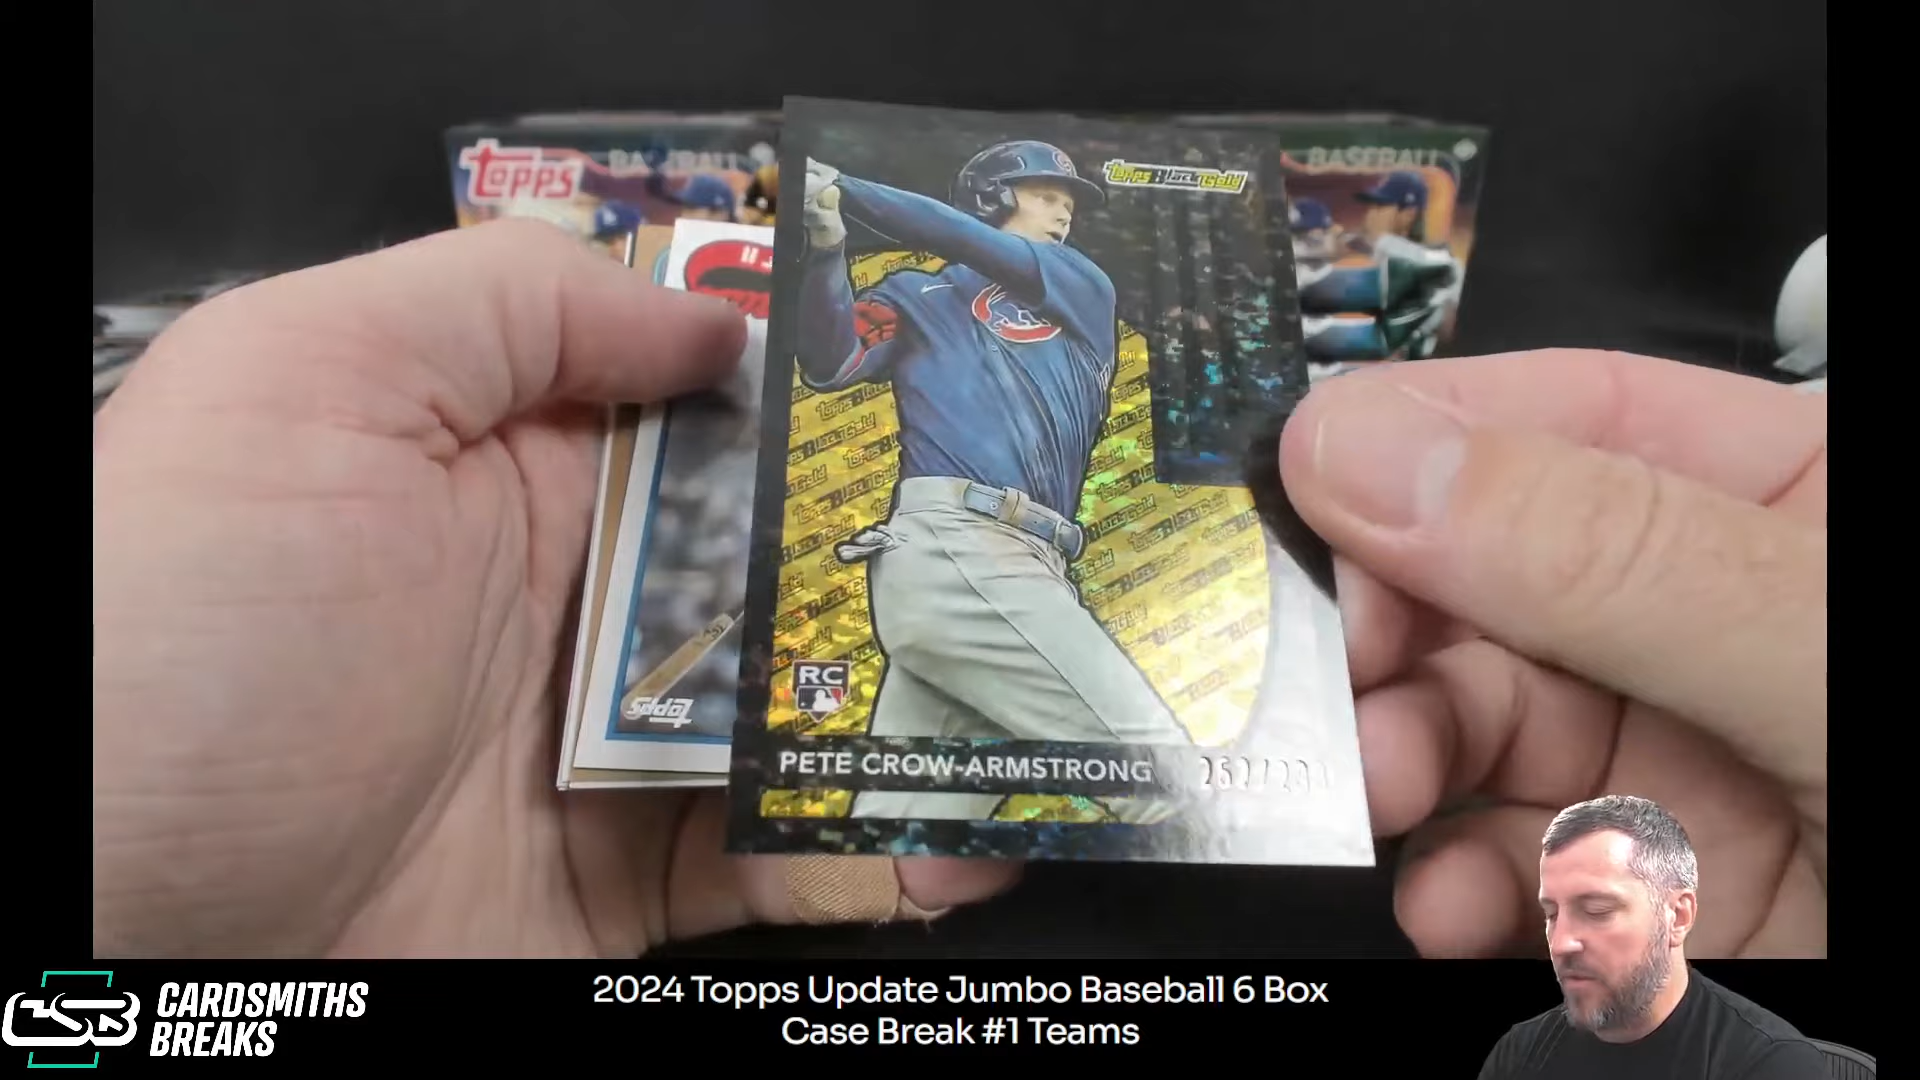 Topps
BASEBALL
BASEBALL
Topps Black Gold
Topps
RC
PETE CROW-ARMSTRONG
CSB
CARDSMITHS
BREAKS
2024 Topps Update Jumbo Baseball 6 Box
Case Break #1 Teams